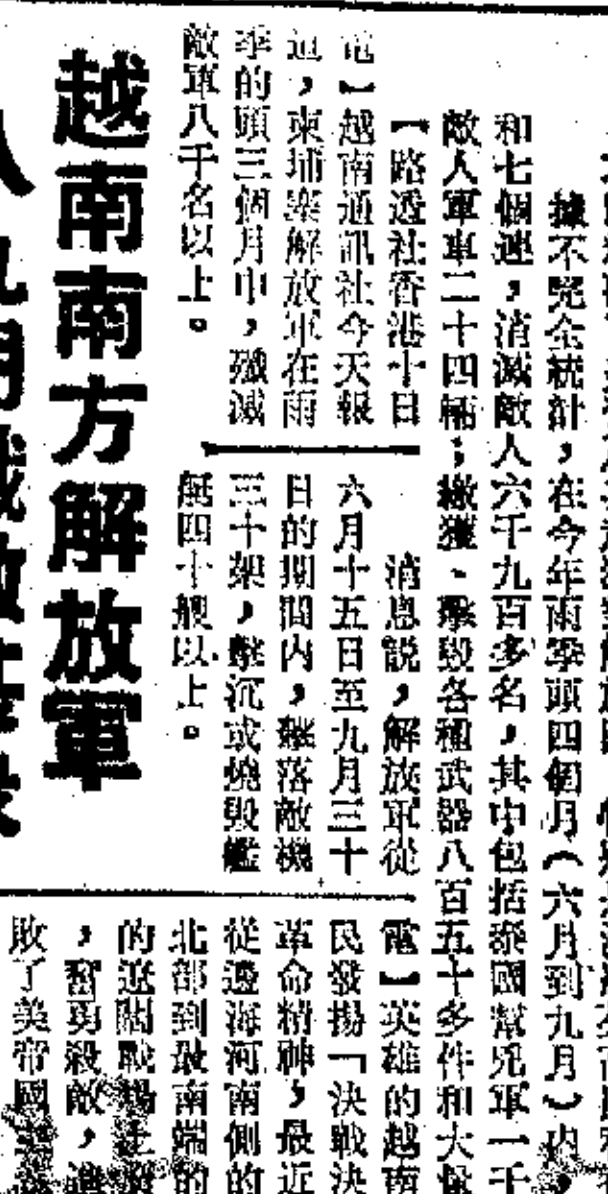 據不完全統計，在今年雨季頭四個月（六月到九月）內，
和七個連，消滅敵人六千九百多名，其中包括泰國幫兇軍一千
敵人軍車二十四輛；繳獲、擊毀各種武器八百五十多件和大
【路透社香港十日
電】越南通訊社今天報
道，柬埔寨解放軍在雨
季的頭三個月中，殲滅
敵軍八千名以上。
消息說，解放軍從
六月十五日至九月三十
日的期間內，擊落敵機
三十架，擊沉或燒毀艦
艇四十艘以上。
越南南方解放軍
電】英雄的越南
民發揚「決戰決
革命精神，最近
從邊海河南側的
北部到最南端的
的遼闊戰場上
，奮勇殺敵，
敗了美帝國